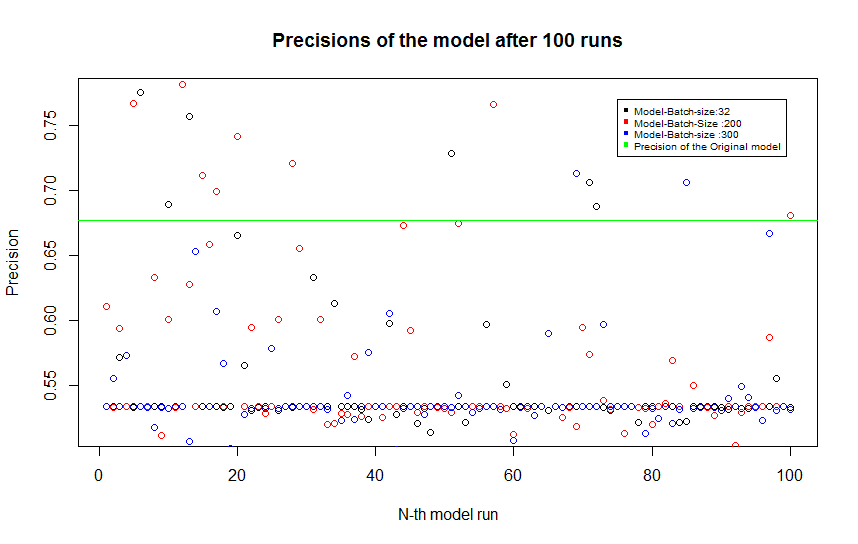 Precisions of the model after 100 runs
Model-Batch-size:32
Model-Batch-Size :200
Model-Batch-size :300
Precision of the Original model
Precision
0.75
0.70
0.65
0.60
0.55
0 20 40 60 80 100
N-th model run